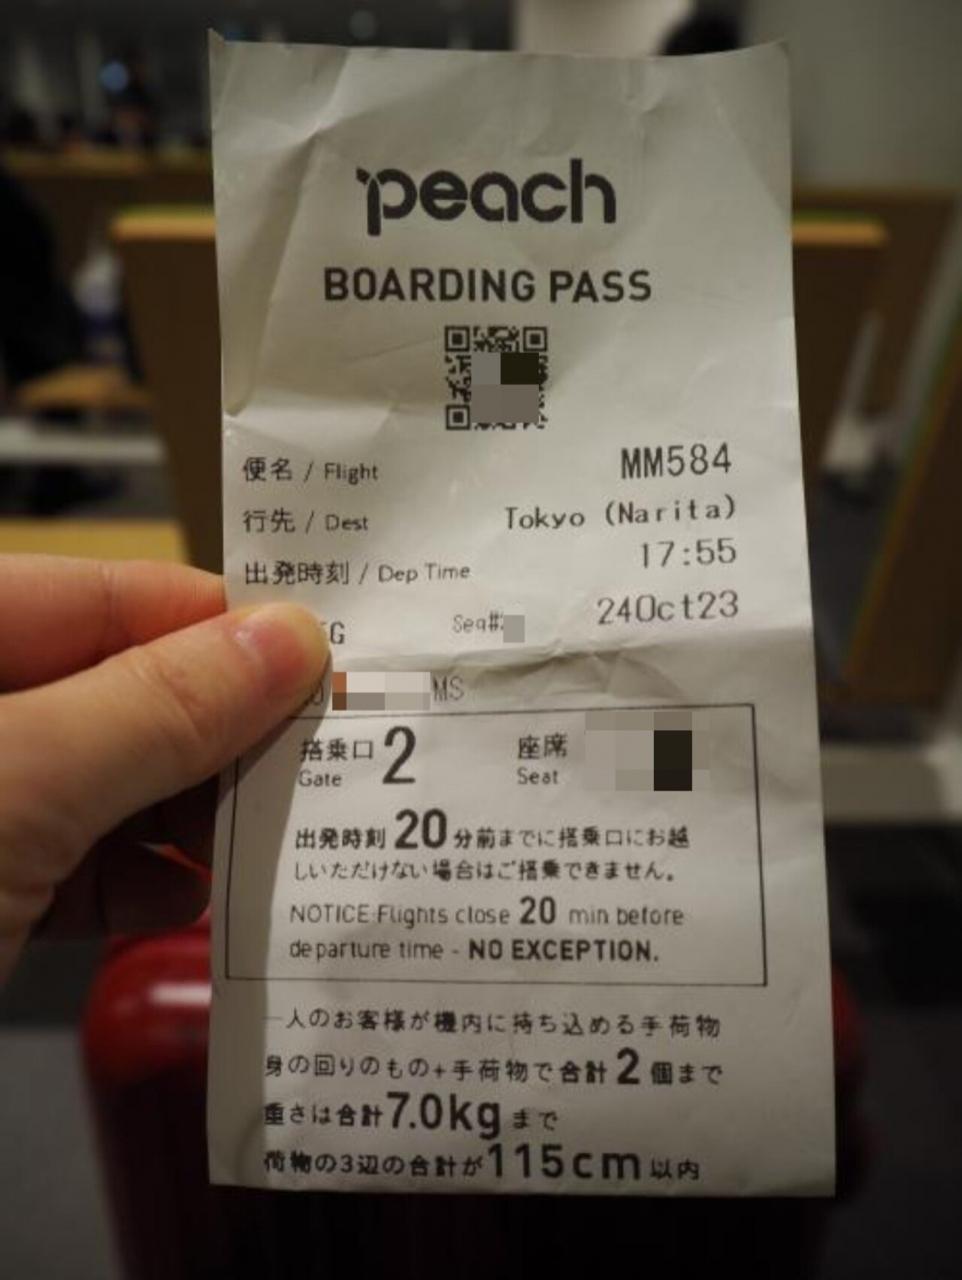 peach
BOARDING PASS
便名 / Flight MM584
行先 / Dest Tokyo (Narita)
出発時刻 / Dep Time 17:55
Seq# 24Oct23
MS
搭乗口 2 座席
Gate Seat
出発時刻 20 分前までに搭乗口にお越
しいただけない場合はご搭乗できません。
NOTICE:Flights close 20 min before
departure time - NO EXCEPTION.
一人のお客様が機内に持ち込める手荷物
身の回りのもの+手荷物で合計 2 個まで
重さは合計 7.0kg まで
荷物の3辺の合計が 115cm 以内